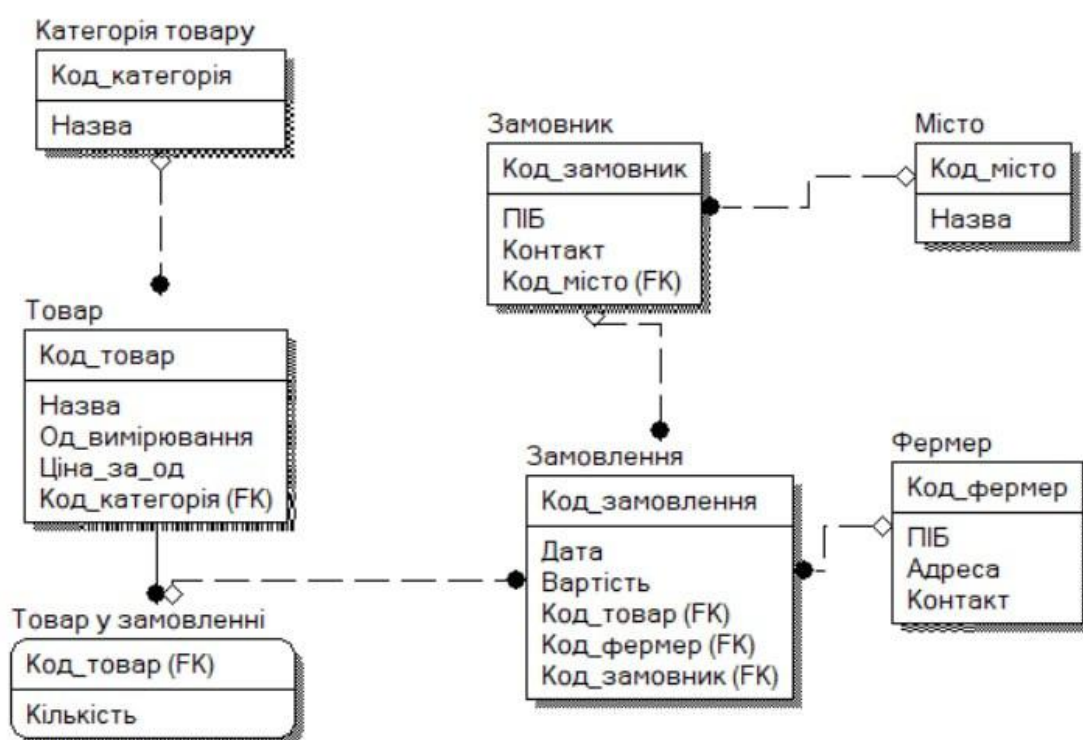 Категорія товару
Код_категорія
Назва
Замовник
Код_замовник
ПІБ
Контакт
Код_місто (FK)
Місто
Код_місто
Назва
Товар
Код_товар
Назва
Од_вимірювання
Ціна_за_од
Код_категорія (FK)
Замовлення
Код_замовлення
Дата
Вартість
Код_товар (FK)
Код_фермер (FK)
Код_замовник (FK)
Фермер
Код_фермер
ПІБ
Адреса
Контакт
Товар у замовленні
Код_товар (FK)
Кількість